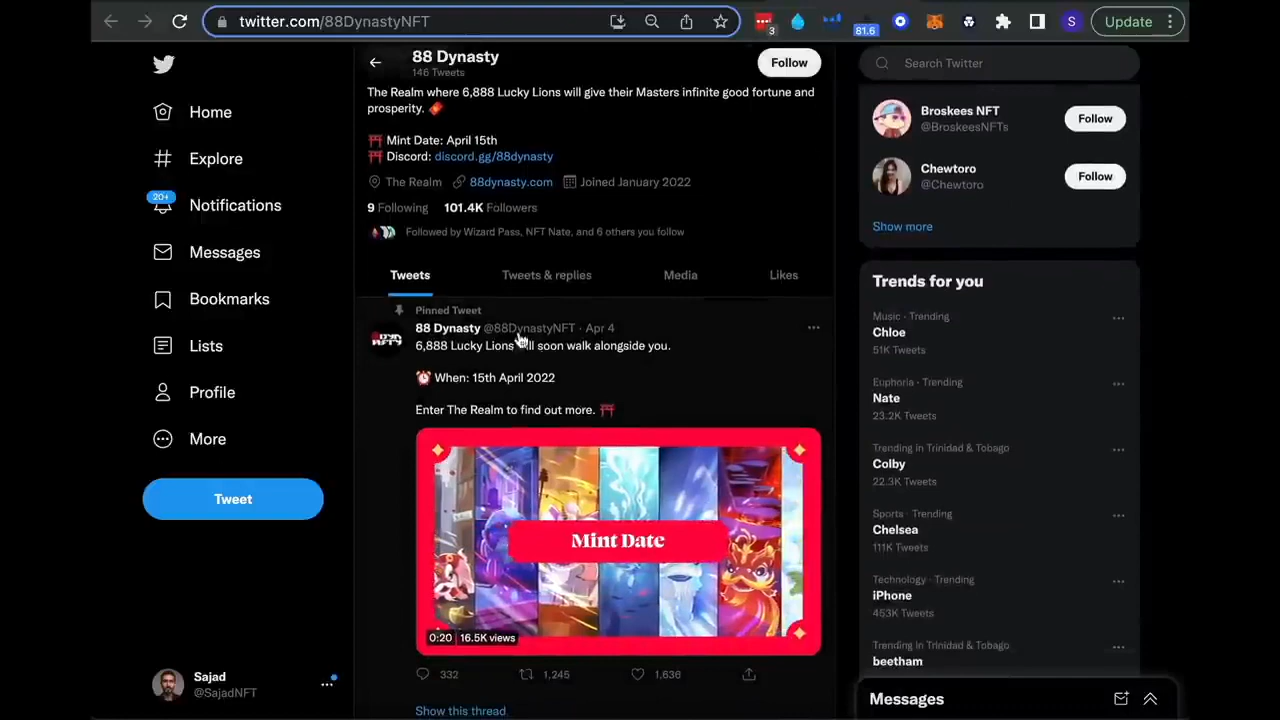 twitter.com/88DynastyNFT
3
81.6
S
Update
Home
Explore
20+
Notifications
Messages
Bookmarks
Lists
Profile
More
Tweet
Sajad
@SajadNFT
88 Dynasty
146 Tweets
Follow
The Realm where 6,888 Lucky Lions will give their Masters infinite good fortune and
prosperity. 🧧
⛩️ Mint Date: April 15th
⛩️ Discord: discord.gg/88dynasty
The Realm 88dynasty.com Joined January 2022
9 Following 101.4K Followers
Followed by Wizard Pass, NFT Nate, and 6 others you follow
Tweets Tweets & replies Media Likes
Pinned Tweet
88 Dynasty @88DynastyNFT · Apr 4
6,888 Lucky Lions will soon walk alongside you.
⏰ When: 15th April 2022
Enter The Realm to find out more. ⛩️
Mint Date
0:20 16.5K views
332 1,245 1,636
Show this thread
Search Twitter
Broskees NFT
@BroskeesNFTs
Follow
Chewtoro
@Chewtoro
Follow
Show more
Trends for you
Music · Trending
Chloe
51K Tweets
Euphoria · Trending
Nate
23.2K Tweets
Trending in Trinidad & Tobago
Colby
22.3K Tweets
Sports · Trending
Chelsea
111K Tweets
Technology · Trending
iPhone
453K Tweets
Trending in Trinidad & Tobago
beetham
Messages